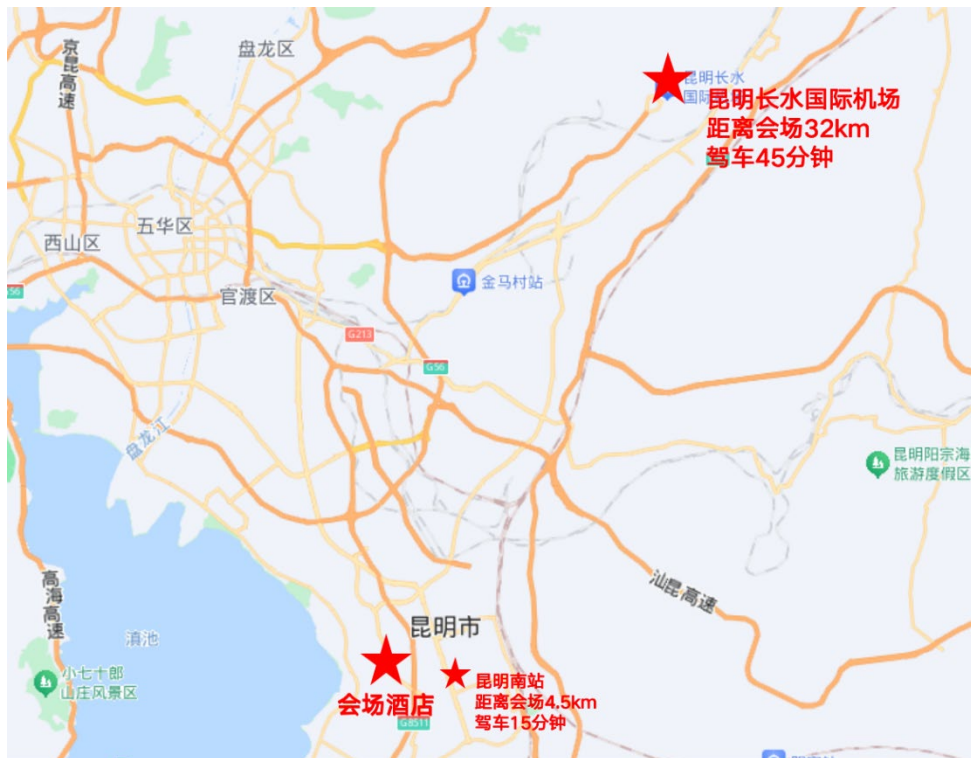 盘龙区
京昆高速
昆明长水
国际
昆明长水国际机场
距离会场32km
驾车45分钟
五华区
西山区
金马村站
官渡区
56
G213
G56
盘龙江
昆明阳宗海
旅游度假区
汕昆高速
高海高速
昆明市
滇池
小七十郎
山庄风景区
会场酒店
昆明南站
距离会场4.5km
驾车15分钟
G8511